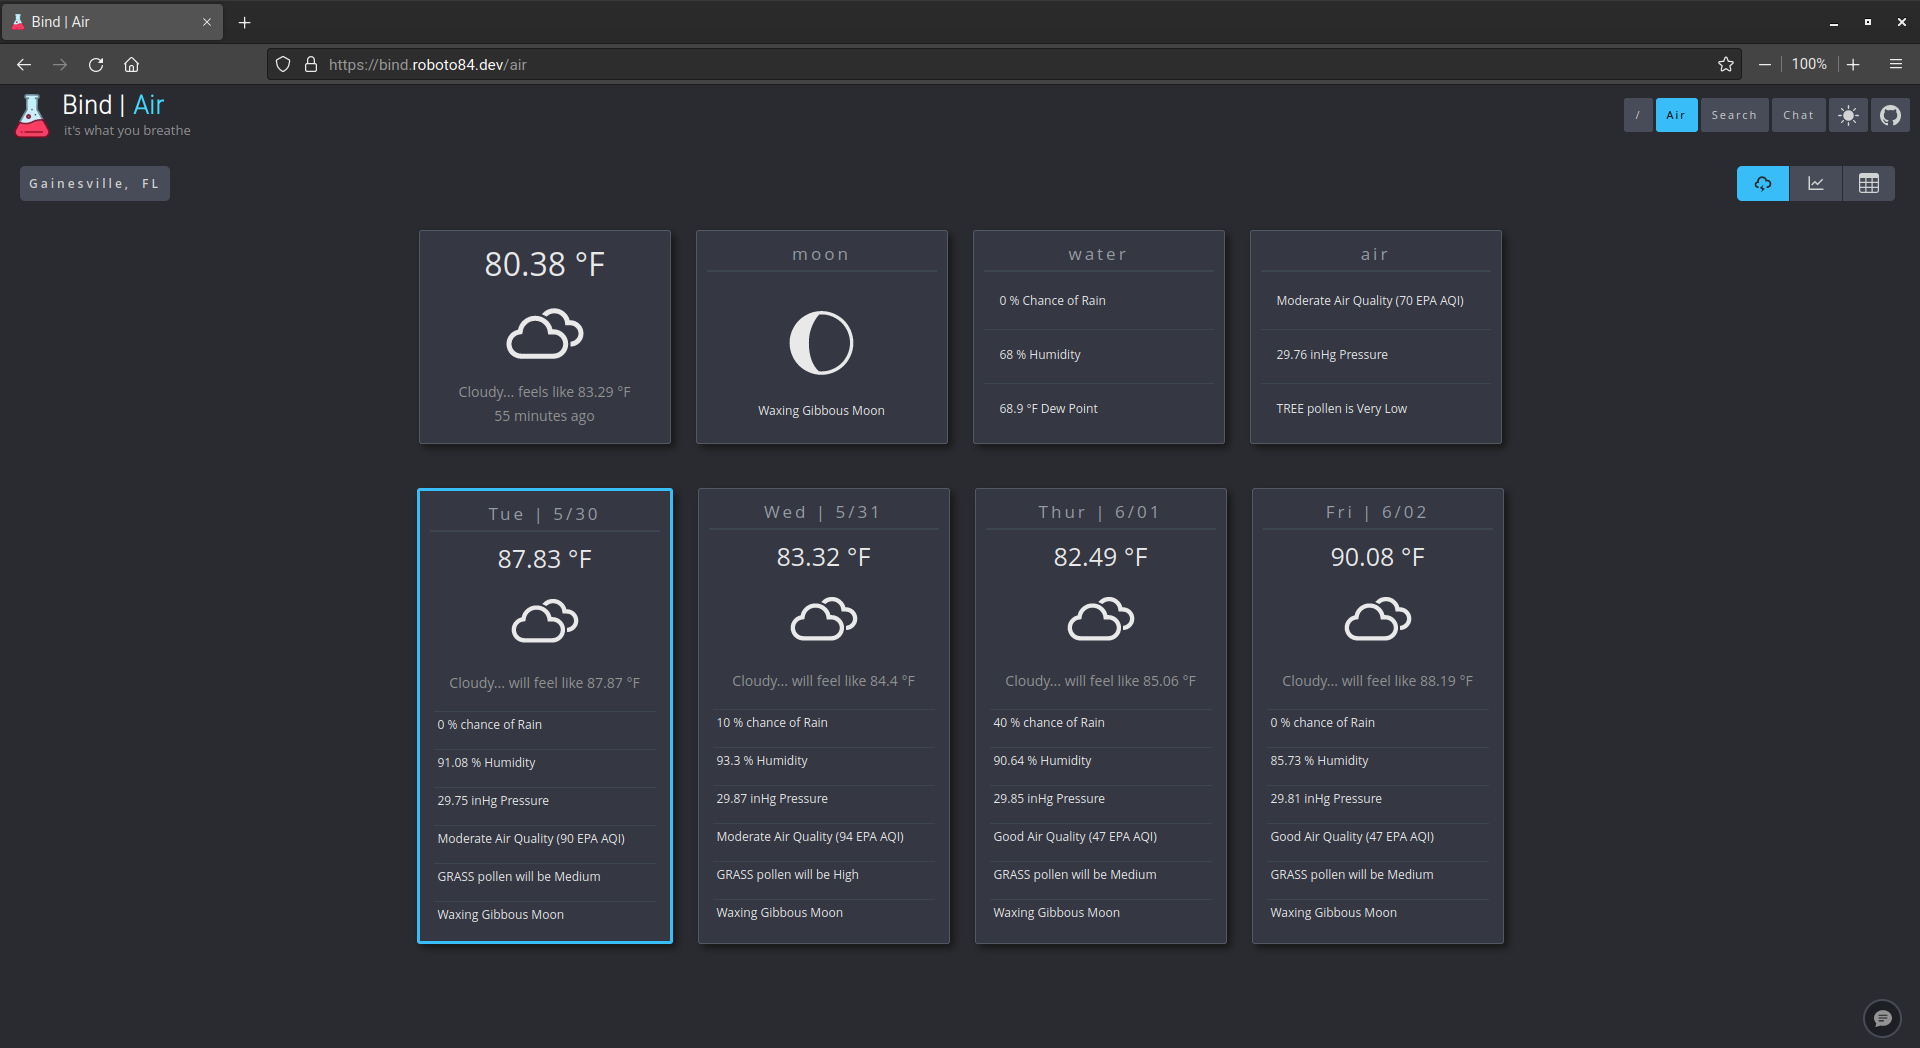 Bind | Air
https://bind.roboto84.dev/air
100%
Bind | Air
it's what you breathe
/
Air
Search
Chat
Gainesville, FL
80.38 °F
Cloudy... feels like 83.29 °F
55 minutes ago
moon
Waxing Gibbous Moon
water
0 % Chance of Rain
68 % Humidity
68.9 °F Dew Point
air
Moderate Air Quality (70 EPA AQI)
29.76 inHg Pressure
TREE pollen is Very Low
Tue | 5/30
87.83 °F
Cloudy... will feel like 87.87 °F
0 % chance of Rain
91.08 % Humidity
29.75 inHg Pressure
Moderate Air Quality (90 EPA AQI)
GRASS pollen will be Medium
Waxing Gibbous Moon
Wed | 5/31
83.32 °F
Cloudy... will feel like 84.4 °F
10 % chance of Rain
93.3 % Humidity
29.87 inHg Pressure
Moderate Air Quality (94 EPA AQI)
GRASS pollen will be High
Waxing Gibbous Moon
Thur | 6/01
82.49 °F
Cloudy... will feel like 85.06 °F
40 % chance of Rain
90.64 % Humidity
29.85 inHg Pressure
Good Air Quality (47 EPA AQI)
GRASS pollen will be Medium
Waxing Gibbous Moon
Fri | 6/02
90.08 °F
Cloudy... will feel like 88.19 °F
0 % chance of Rain
85.73 % Humidity
29.81 inHg Pressure
Good Air Quality (47 EPA AQI)
GRASS pollen will be Medium
Waxing Gibbous Moon